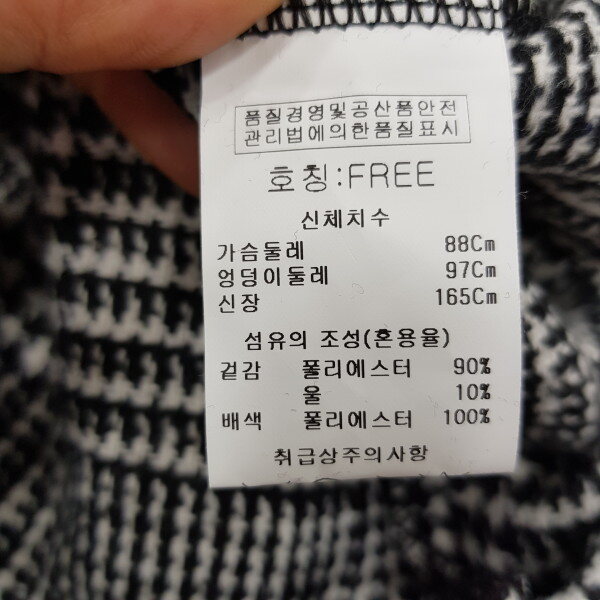 품질경영및공산품안전
관리법에의한품질표시
호칭:FREE
신체치수
가슴둘레 88Cm
엉덩이둘레 97Cm
신장 165Cm
섬유의 조성(혼용율)
겉감 폴리에스터 90%
울 10%
배색 폴리에스터 100%
취급상주의사항